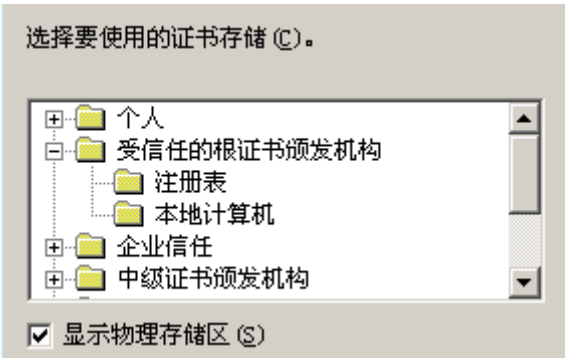 选择要使用的证书存储(C)。
个人
受信任的根证书颁发机构
注册表
本地计算机
企业信任
中级证书颁发机构
显示物理存储区(S)